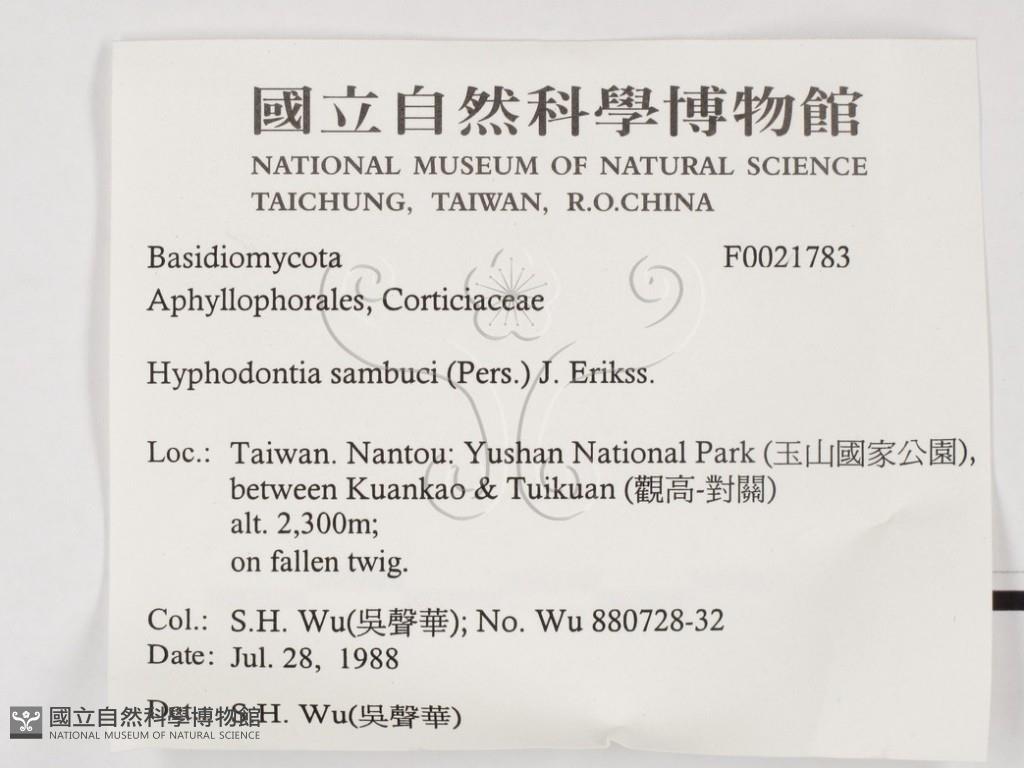 國立自然科學博物館
NATIONAL MUSEUM OF NATURAL SCIENCE
TAICHUNG, TAIWAN, R.O.CHINA
Basidiomycota F0021783
Aphyllophorales, Corticiaceae
Hyphodontia sambuci (Pers.) J. Erikss.
Loc.: Taiwan. Nantou: Yushan National Park (玉山國家公園),
between Kuankao & Tuikuan (觀高-對關)
alt. 2,300m;
on fallen twig.
Col.: S.H. Wu(吳聲華); No. Wu 880728-32
Date: Jul. 28, 1988
Det.: S.H. Wu(吳聲華)
國立自然科學博物館
NATIONAL MUSEUM OF NATURAL SCIENCE